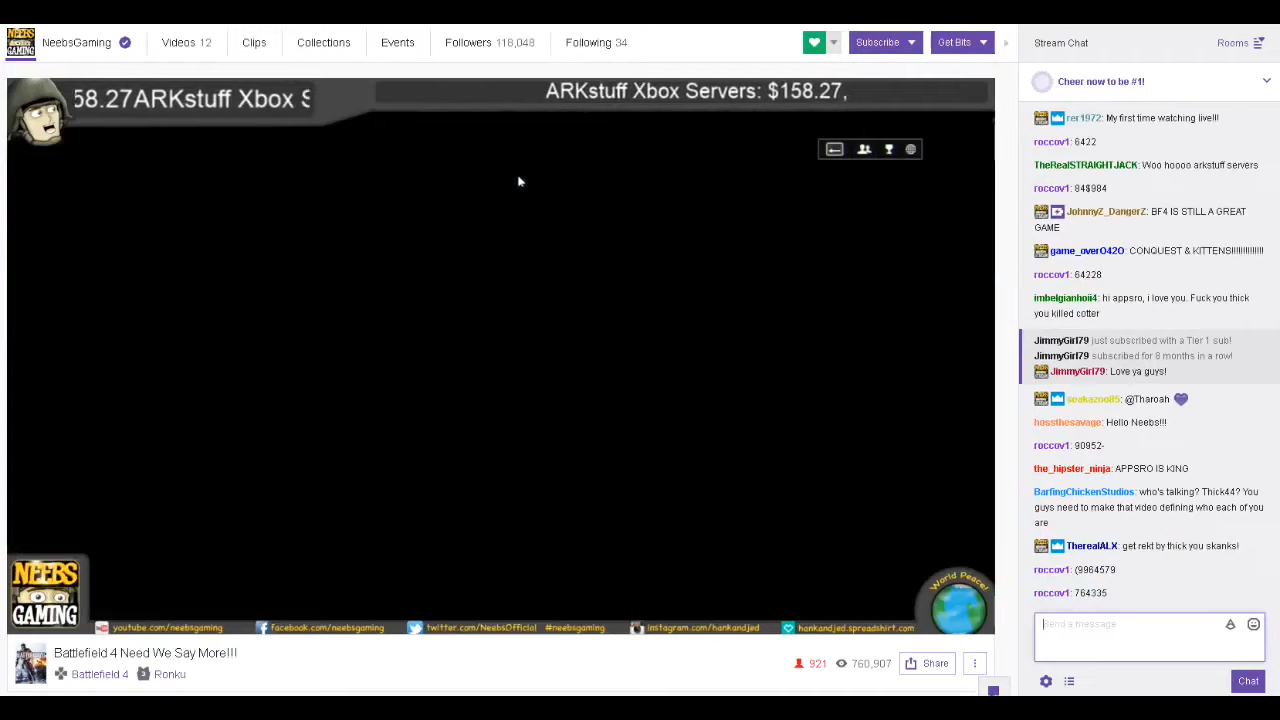 NeebsGaming Videos 12 Clips Collections Events Followers 118,048 Following 34 Subscribe Get Bits
58.27ARKstuff Xbox S
ARKstuff Xbox Servers: $158.27,
NEEBS
GAMING
World Peace!
youtube.com/neebsgaming facebook.com/neebsgaming twitter.com/NeebsOfficial #neebsgaming instagram.com/hankandjed hankandjed.spreadshirt.com
Battlefield 4 Need We Say More!!!
Battlefield 4 Ronku
921 760,907 Share
Stream Chat Rooms
Cheer now to be #1!
rer1972: My first time watching live!!!
roccov1: 6422
TheRealSTRAIGHTJACK: Woo hoooo arkstuff servers
roccov1: 84$984
JohnnyZ_DangerZ: BF4 IS STILL A GREAT
GAME
game_over042O: CONQUEST & KITTENS!!!!!!!!!!!!!
roccov1: 64228
imbelgianhoii4: hi appsro, i love you. Fuck you thick
you killed cotter
JimmyGirl79 just subscribed with a Tier 1 sub!
JimmyGirl79 subscribed for 8 months in a row!
JimmyGirl79: Love ya guys!
seakazoo85: @Tharoah
hossthesavage: Hello Neebs!!!
roccov1: 90952-
the_hipster_ninja: APPSRO IS KING
BarfingChickenStudios: who's talking? Thick44? You
guys need to make that video defining who each of you
are
TherealALX: get rekt by thick you skanks!
roccov1: (9964579
roccov1: 764335
Send a message
Chat